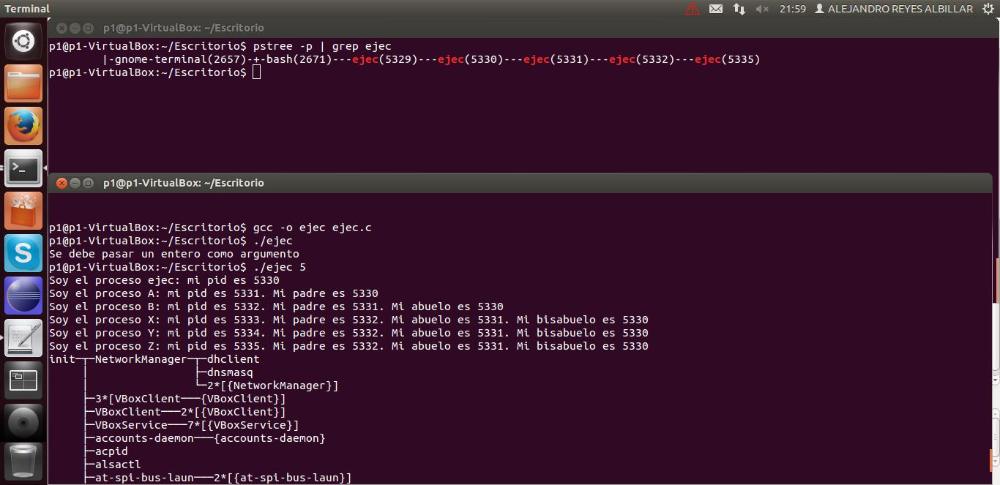 Terminal
21:59 ALEJANDRO REYES ALBILLAR
p1@p1-VirtualBox: ~/Escritorio
p1@p1-VirtualBox:~/Escritorio$ pstree -p | grep ejec
|-gnome-terminal(2657)-+-bash(2671)---ejec(5329)---ejec(5330)---ejec(5331)---ejec(5332)---ejec(5335)
p1@p1-VirtualBox:~/Escritorio$
p1@p1-VirtualBox: ~/Escritorio
p1@p1-VirtualBox:~/Escritorio$ gcc -o ejec ejec.c
p1@p1-VirtualBox:~/Escritorio$ ./ejec
Se debe pasar un entero como argumento
p1@p1-VirtualBox:~/Escritorio$ ./ejec 5
Soy el proceso ejec: mi pid es 5330
Soy el proceso A: mi pid es 5331. Mi padre es 5330
Soy el proceso B: mi pid es 5332. Mi padre es 5331. Mi abuelo es 5330
Soy el proceso X: mi pid es 5333. Mi padre es 5332. Mi abuelo es 5331. Mi bisabuelo es 5330
Soy el proceso Y: mi pid es 5334. Mi padre es 5332. Mi abuelo es 5331. Mi bisabuelo es 5330
Soy el proceso Z: mi pid es 5335. Mi padre es 5332. Mi abuelo es 5331. Mi bisabuelo es 5330
init─┬─NetworkManager─┬─dhclient
│                ├─dnsmasq
│                └─2*[{NetworkManager}]
├─3*[VBoxClient───{VBoxClient}]
├─VBoxClient───2*[{VBoxClient}]
├─VBoxService───7*[{VBoxService}]
├─accounts-daemon───{accounts-daemon}
├─acpid
├─alsactl
├─at-spi-bus-laun───2*[{at-spi-bus-laun}]